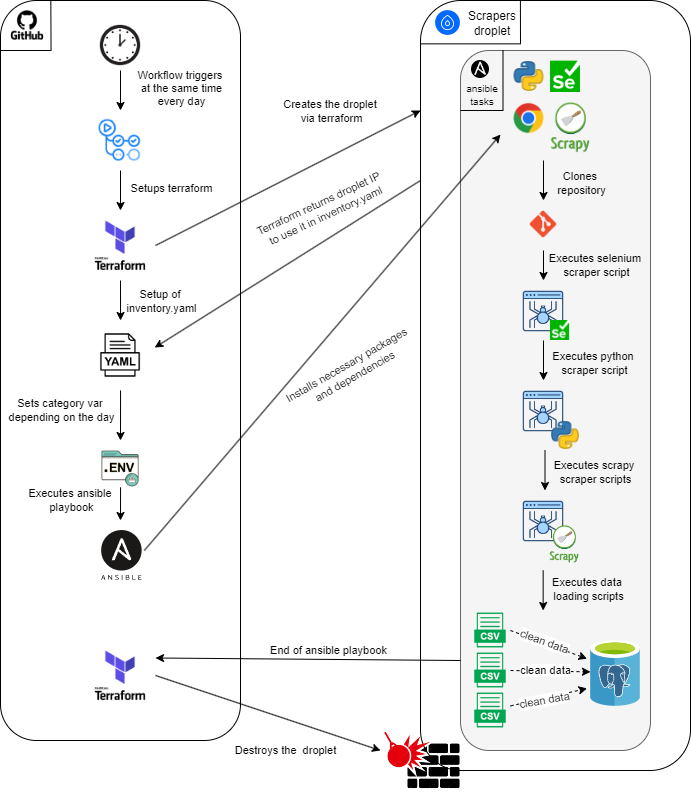 GitHub
Workflow triggers
at the same time
every day
Setups terraform
HashiCorp
Terraform
Setup of
inventory.yaml
YAML
Sets category var
depending on the day
.ENV
Executes ansible
playbook
ANSIBLE
HashiCorp
Terraform
Creates the droplet
via terraform
Terraform returns droplet IP
to use it in inventory.yaml
Installs necessary packages
and dependencies
End of ansible playbook
Destroys the droplet
Scrapers
droplet
ansible
tasks
Se
Scrapy
Clones
repository
Executes selenium
scraper script
Se
Executes python
scraper script
Executes scrapy
scraper scripts
Scrapy
Executes data
loading scripts
CSV
clean data
CSV
clean data
CSV
clean data